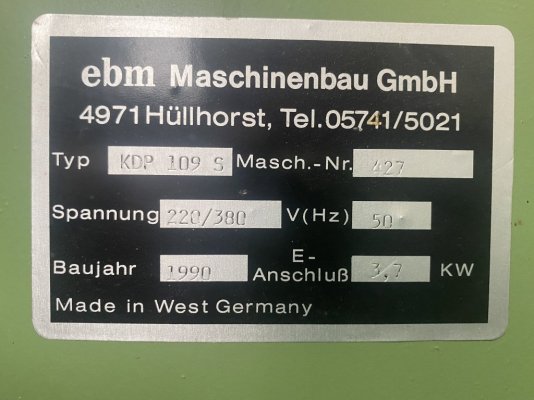 ebm Maschinenbau GmbH
4971 Hüllhorst, Tel.05741/5021
Typ KDP 109 S Masch.-Nr. 427
Spannung 220/380 V(Hz) 50
Baujahr 1990 E-Anschluß 3,7 KW
Made in West Germany